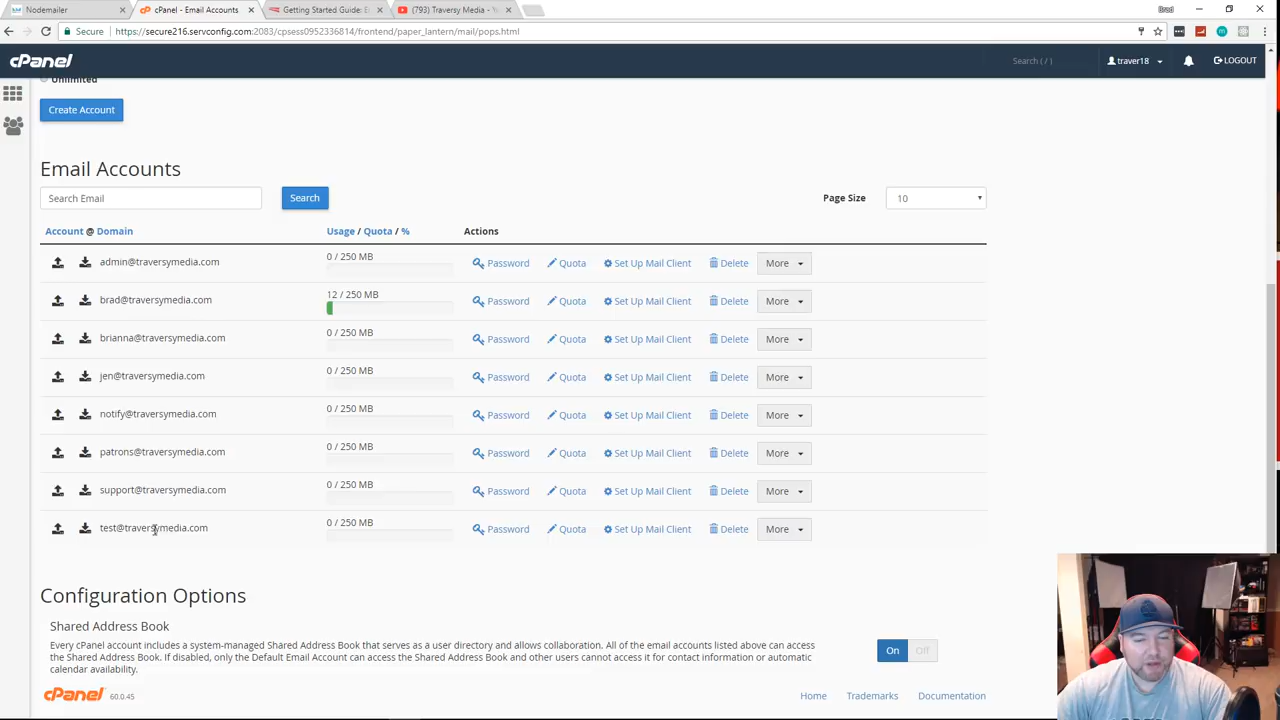 Nodemailer
cPanel - Email Accounts
Getting Started Guide: E
(793) Traversy Media - 
Brad
Secure
https://secure216.servconfig.com:2083/cpsess0952336814/frontend/paper_lantern/mail/pops.html
cPanel
Search ( / )
traver18
LOGOUT
Unlimited
Create Account
Email Accounts
Search Email
Search
Page Size
10
Account @ Domain
Usage / Quota / %
Actions
admin@traversymedia.com
0 / 250 MB
Password Quota Set Up Mail Client Delete More
brad@traversymedia.com
12 / 250 MB
Password Quota Set Up Mail Client Delete More
brianna@traversymedia.com
0 / 250 MB
Password Quota Set Up Mail Client Delete More
jen@traversymedia.com
0 / 250 MB
Password Quota Set Up Mail Client Delete More
notify@traversymedia.com
0 / 250 MB
Password Quota Set Up Mail Client Delete More
patrons@traversymedia.com
0 / 250 MB
Password Quota Set Up Mail Client Delete More
support@traversymedia.com
0 / 250 MB
Password Quota Set Up Mail Client Delete More
test@traversymedia.com
0 / 250 MB
Password Quota Set Up Mail Client Delete More
Configuration Options
Shared Address Book
Every cPanel account includes a system-managed Shared Address Book that serves as a user directory and allows collaboration. All of the email accounts listed above can access
the Shared Address Book. If disabled, only the Default Email Account can access the Shared Address Book and other users cannot access it for contact information or automatic
calendar availability.
On Off
cPanel 60.0.45
Home Trademarks Documentation